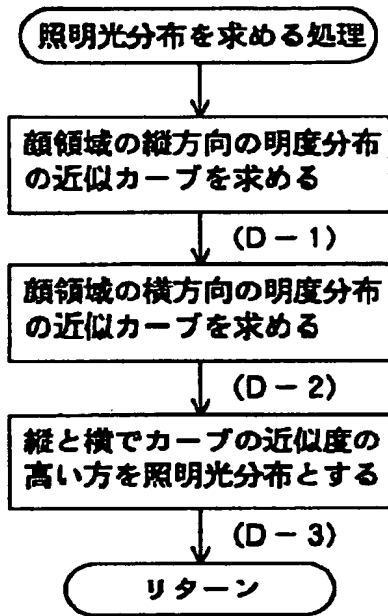 照明光分布を求める処理
顔領域の縦方向の明度分布
の近似カーブを求める
(D-1)
顔領域の横方向の明度分布
の近似カーブを求める
(D-2)
縦と横でカーブの近似度の
高い方を照明光分布とする
(D-3)
リターン